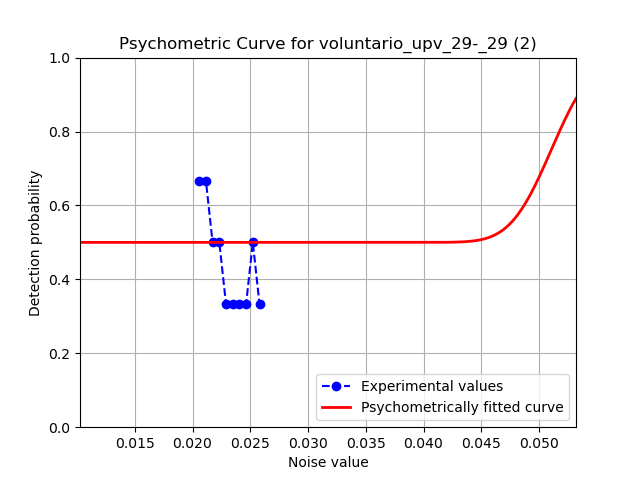 Psychometric Curve for voluntario_upv_29-_29 (2)
1.0
0.8
0.6
0.4
0.2
0.0
Detection probability
Experimental values
Psychometrically fitted curve
0.015 0.020 0.025 0.030 0.035 0.040 0.045 0.050
Noise value